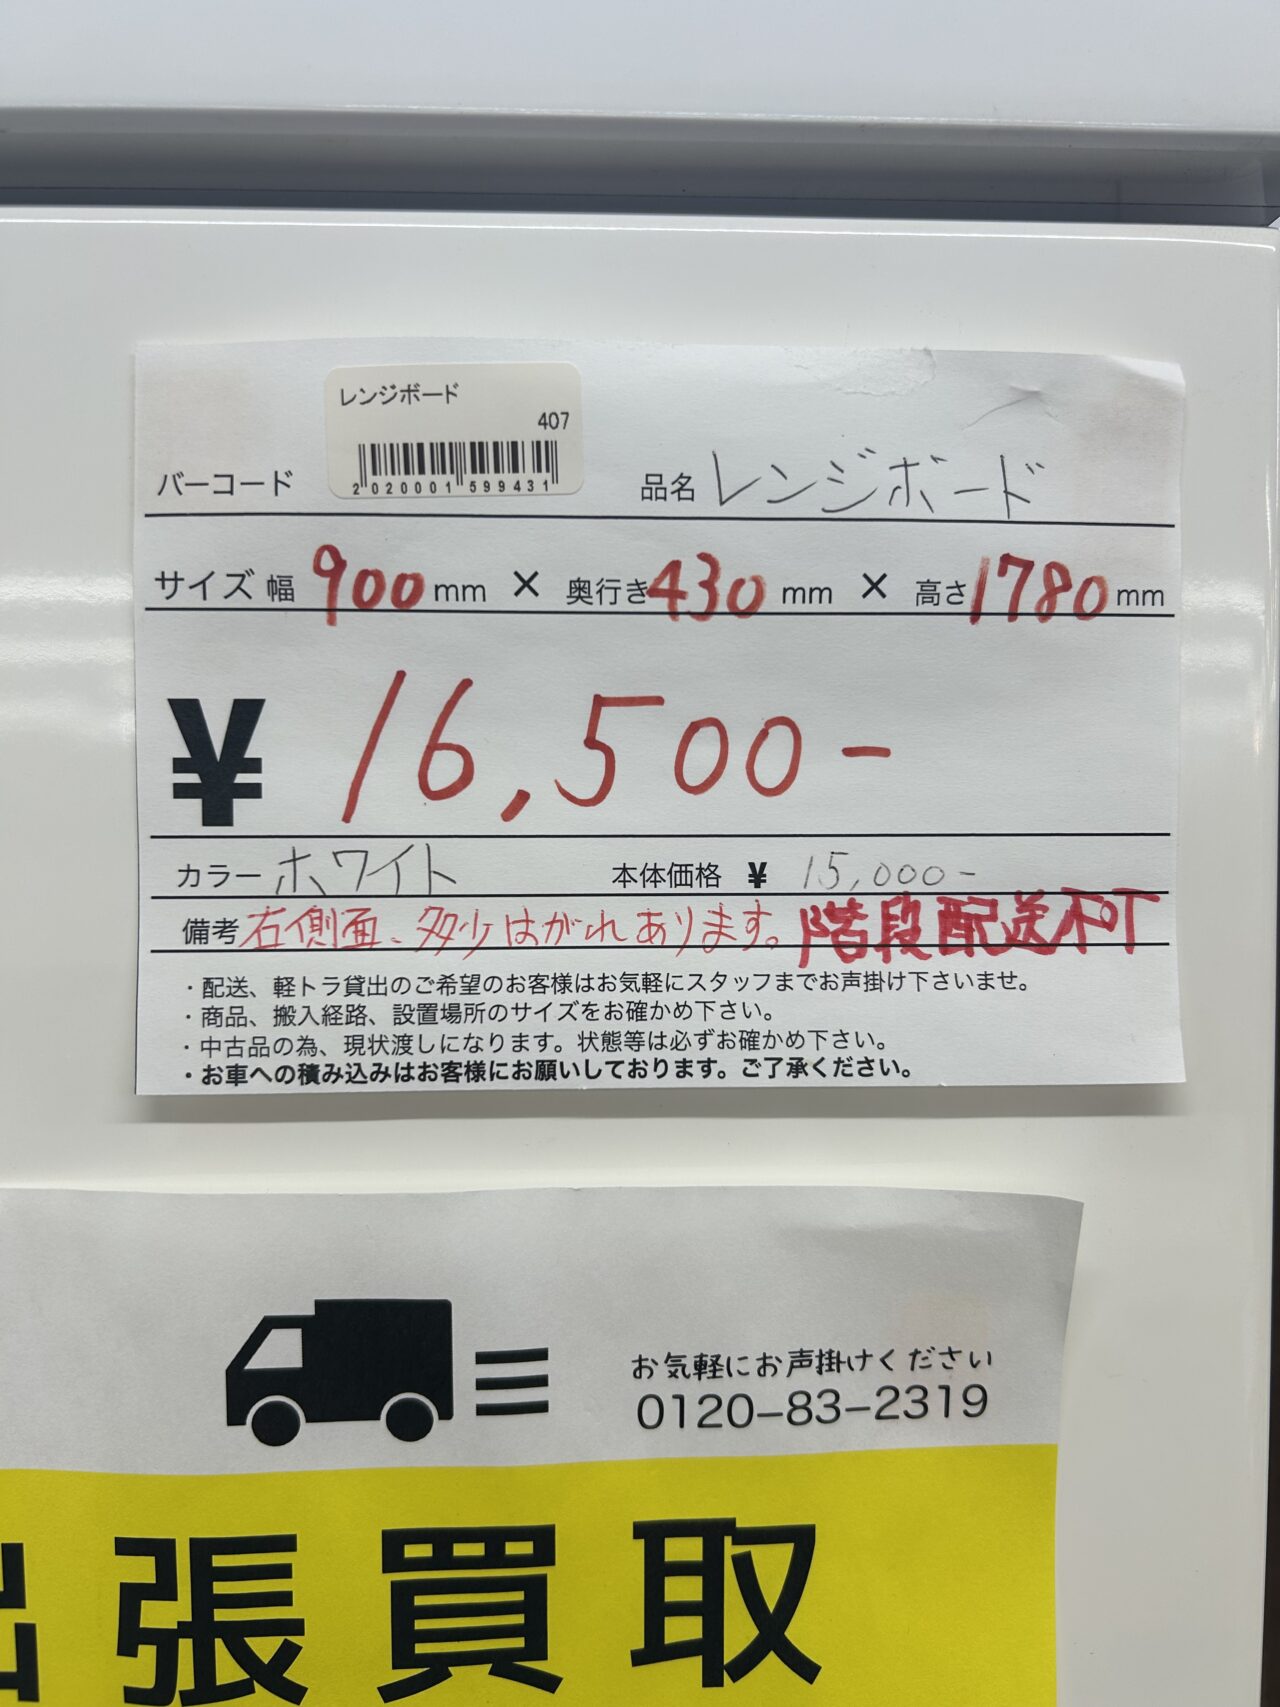 レンジボード
407
2 020001 599431
バーコード 品名 レンジボード
サイズ 幅 900 mm × 奥行き 430 mm × 高さ 1780 mm
¥ 16,500-
カラー ホワイト 本体価格 ¥ 15,000-
備考 右側面、多少はがれあります。階段配送不可
・配送、軽トラ貸出のご希望のお客様はお気軽にスタッフまでお声掛け下さいませ。
・商品、搬入経路、設置場所のサイズをお確かめ下さい。
・中古品の為、現状渡しになります。状態等は必ずお確かめ下さい。
・お車への積み込みはお客様にお願いしております。ご了承ください。
お気軽にお声掛けください
0120-83-2319
出張買取